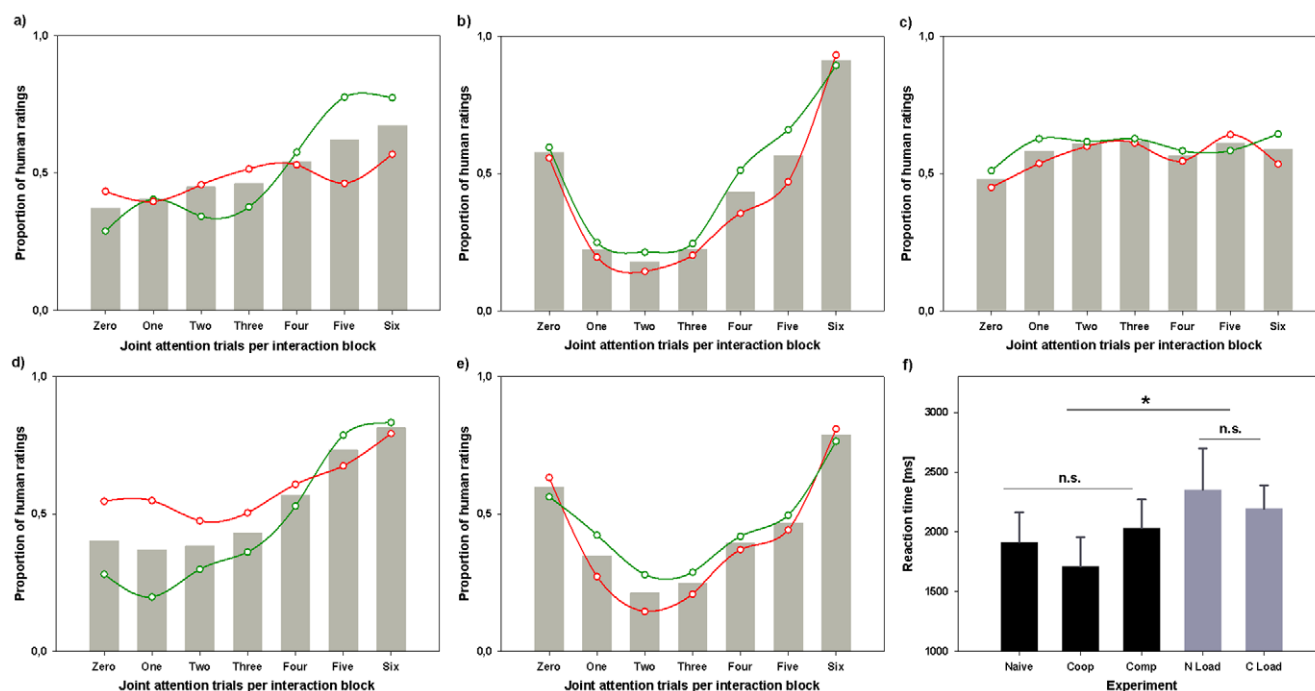 a)
1,0
0,5
0,0
Proportion of human ratings
Zero One Two Three Four Five Six
Joint attention trials per interaction block
b)
1,0
0,5
0,0
Proportion of human ratings
Zero One Two Three Four Five Six
Joint attention trials per interaction block
c)
1,0
0,5
0,0
Proportion of human ratings
Zero One Two Three Four Five Six
Joint attention trials per interaction block
d)
1,0
0,5
0,0
Proportion of human ratings
Zero One Two Three Four Five Six
Joint attention trials per interaction block
e)
1,0
0,5
0,0
Proportion of human ratings
Zero One Two Three Four Five Six
Joint attention trials per interaction block
f)
3000
2500
2000
1500
1000
Reaction time [ms]
*
n.s.
n.s.
Naive Coop Comp N Load C Load
Experiment